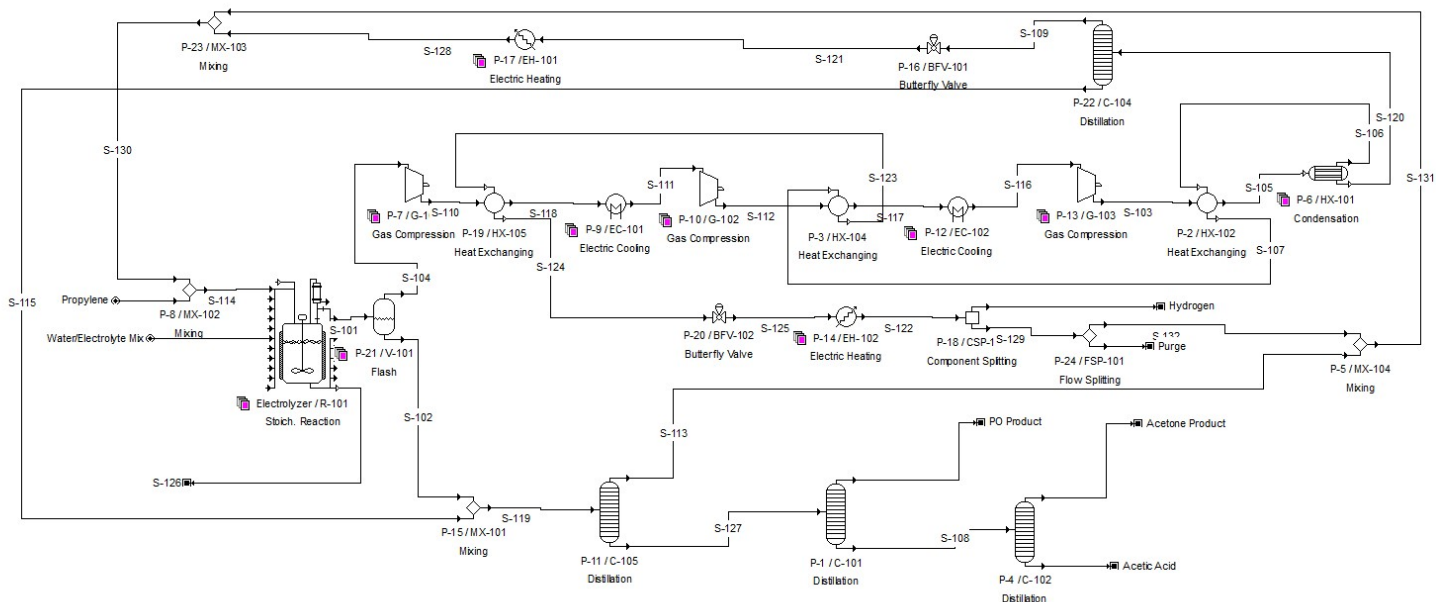 S-109
P-23 / MX-103
Mixing
S-128
P-17 / EH-101
Electric Heating
S-121
P-16 / BFV-101
Butterfly Valve
P-22 / C-104
Distillation
S-120
S-106
S-130
S-131
S-123
S-111
S-116
S-105
P-6 / HX-101
Condensation
P-7 / G-1
Gas Compression
S-110
P-19 / HX-105
Heat Exchanging
S-118
P-9 / EC-101
Electric Cooling
P-10 / G-102
Gas Compression
S-112
P-3 / HX-104
Heat Exchanging
S-117
P-12 / EC-102
Electric Cooling
P-13 / G-103
Gas Compression
S-103
P-2 / HX-102
Heat Exchanging
S-107
S-124
S-104
S-115
Propylene
S-114
P-8 / MX-102
Mixing
Water/Electrolyte Mix
S-101
P-21 / V-101
Flash
Electrolyzer / R-101
Stoich. Reaction
P-20 / BFV-102
Butterfly Valve
S-125
P-14 / EH-102
Electric Heating
S-122
Hydrogen
P-18 / CSP-1
Component Splitting
S-129
S-132
Purge
P-24 / FSP-101
Flow Splitting
P-5 / MX-104
Mixing
S-102
S-113
PO Product
Acetone Product
S-126
S-119
P-15 / MX-101
Mixing
S-127
P-11 / C-105
Distillation
S-108
P-1 / C-101
Distillation
Acetic Acid
P-4 / C-102
Distillation